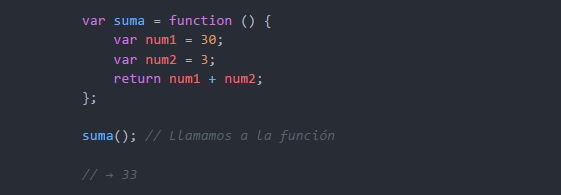 var suma = function () {
    var num1 = 30;
    var num2 = 3;
    return num1 + num2;
};

suma(); // Llamamos a la función

// → 33